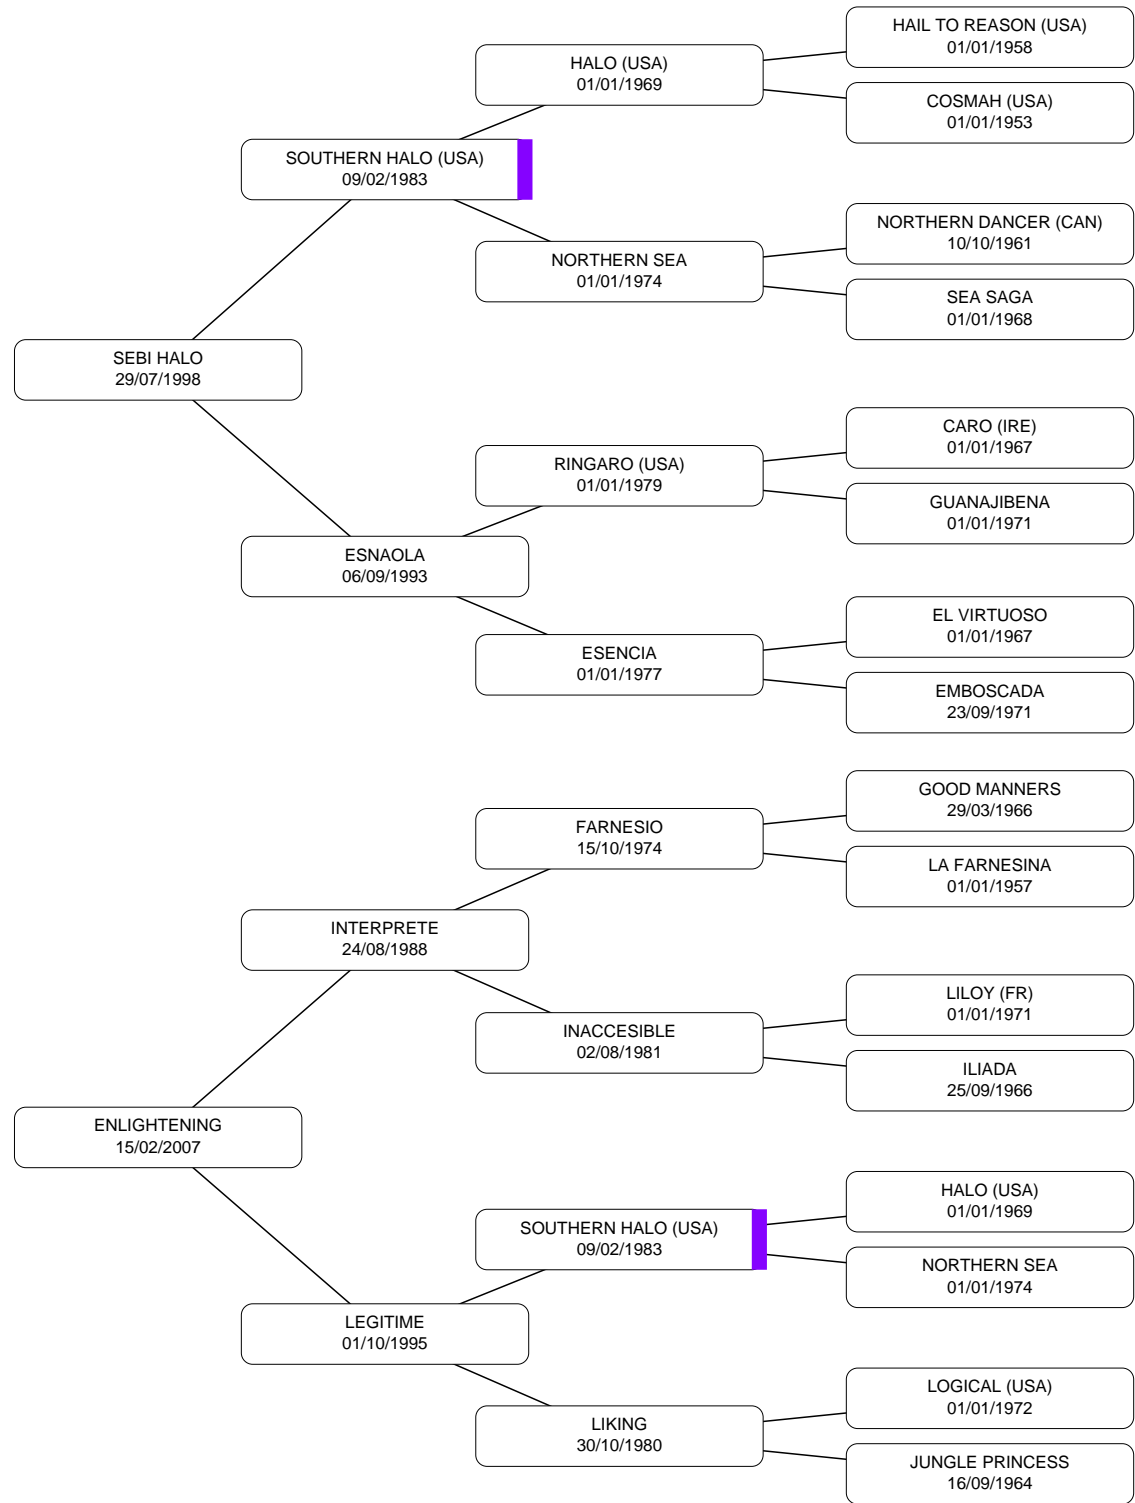 HAIL TO REASON (USA)
01/01/1958
HALO (USA)
01/01/1969
COSMAH (USA)
01/01/1953
SOUTHERN HALO (USA)
09/02/1983
NORTHERN DANCER (CAN)
10/10/1961
NORTHERN SEA
01/01/1974
SEA SAGA
01/01/1968
SEBI HALO
29/07/1998
CARO (IRE)
01/01/1967
RINGARO (USA)
01/01/1979
GUANAJIBENA
01/01/1971
ESNAOLA
06/09/1993
EL VIRTUOSO
01/01/1967
ESENCIA
01/01/1977
EMBOSCADA
23/09/1971
GOOD MANNERS
29/03/1966
FARNESIO
15/10/1974
LA FARNESINA
01/01/1957
INTERPRETE
24/08/1988
LILOY (FR)
01/01/1971
INACCESIBLE
02/08/1981
ILIADA
25/09/1966
ENLIGHTENING
15/02/2007
HALO (USA)
01/01/1969
SOUTHERN HALO (USA)
09/02/1983
NORTHERN SEA
01/01/1974
LEGITIME
01/10/1995
LOGICAL (USA)
01/01/1972
LIKING
30/10/1980
JUNGLE PRINCESS
16/09/1964